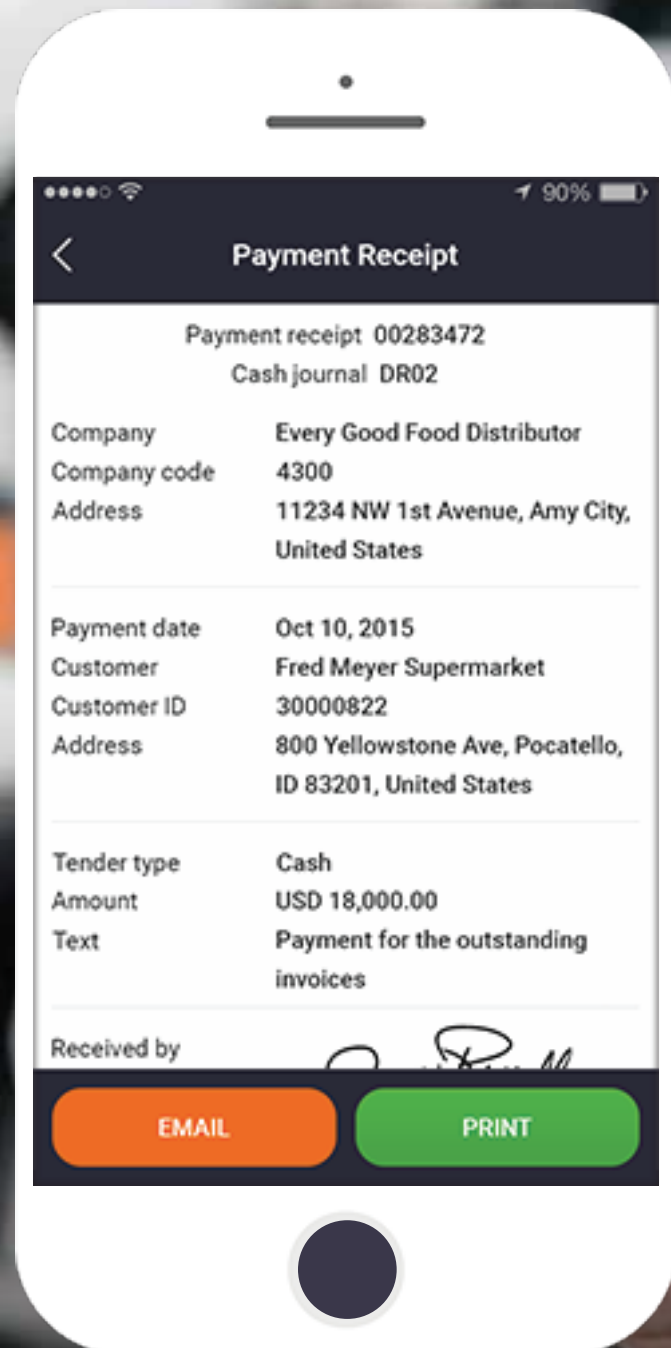 90%
Payment Receipt
Payment receipt 00283472
Cash journal DR02
Company Every Good Food Distributor
Company code 4300
Address 11234 NW 1st Avenue, Amy City,
United States
Payment date Oct 10, 2015
Customer Fred Meyer Supermarket
Customer ID 30000822
Address 800 Yellowstone Ave, Pocatello,
ID 83201, United States
Tender type Cash
Amount USD 18,000.00
Text Payment for the outstanding
invoices
Received by
EMAIL PRINT